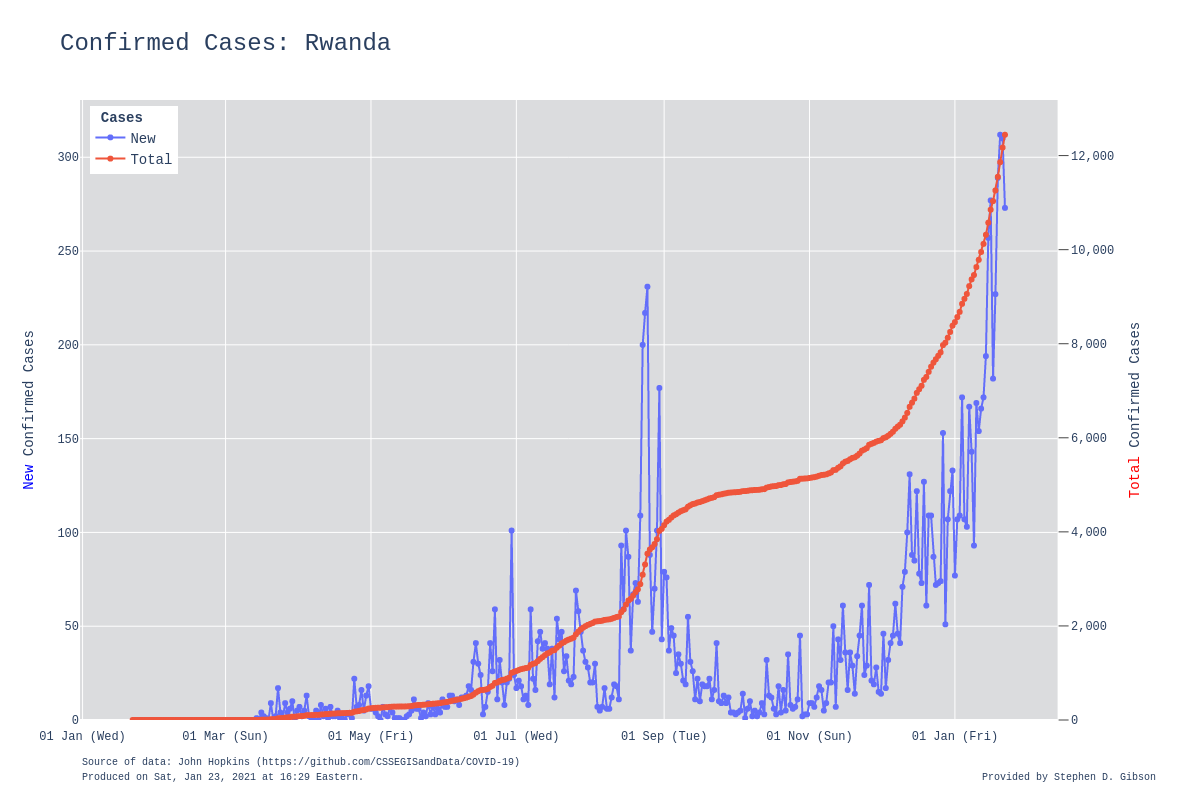 Confirmed Cases: Rwanda
Cases
New
Total
300
250
200
150
100
50
0
12,000
10,000
8,000
6,000
4,000
2,000
0
New Confirmed Cases
Total Confirmed Cases
01 Jan (Wed) 01 Mar (Sun) 01 May (Fri) 01 Jul (Wed) 01 Sep (Tue) 01 Nov (Sun) 01 Jan (Fri)
Source of data: John Hopkins (https://github.com/CSSEGISandData/COVID-19)
Produced on Sat, Jan 23, 2021 at 16:29 Eastern.
Provided by Stephen D. Gibson